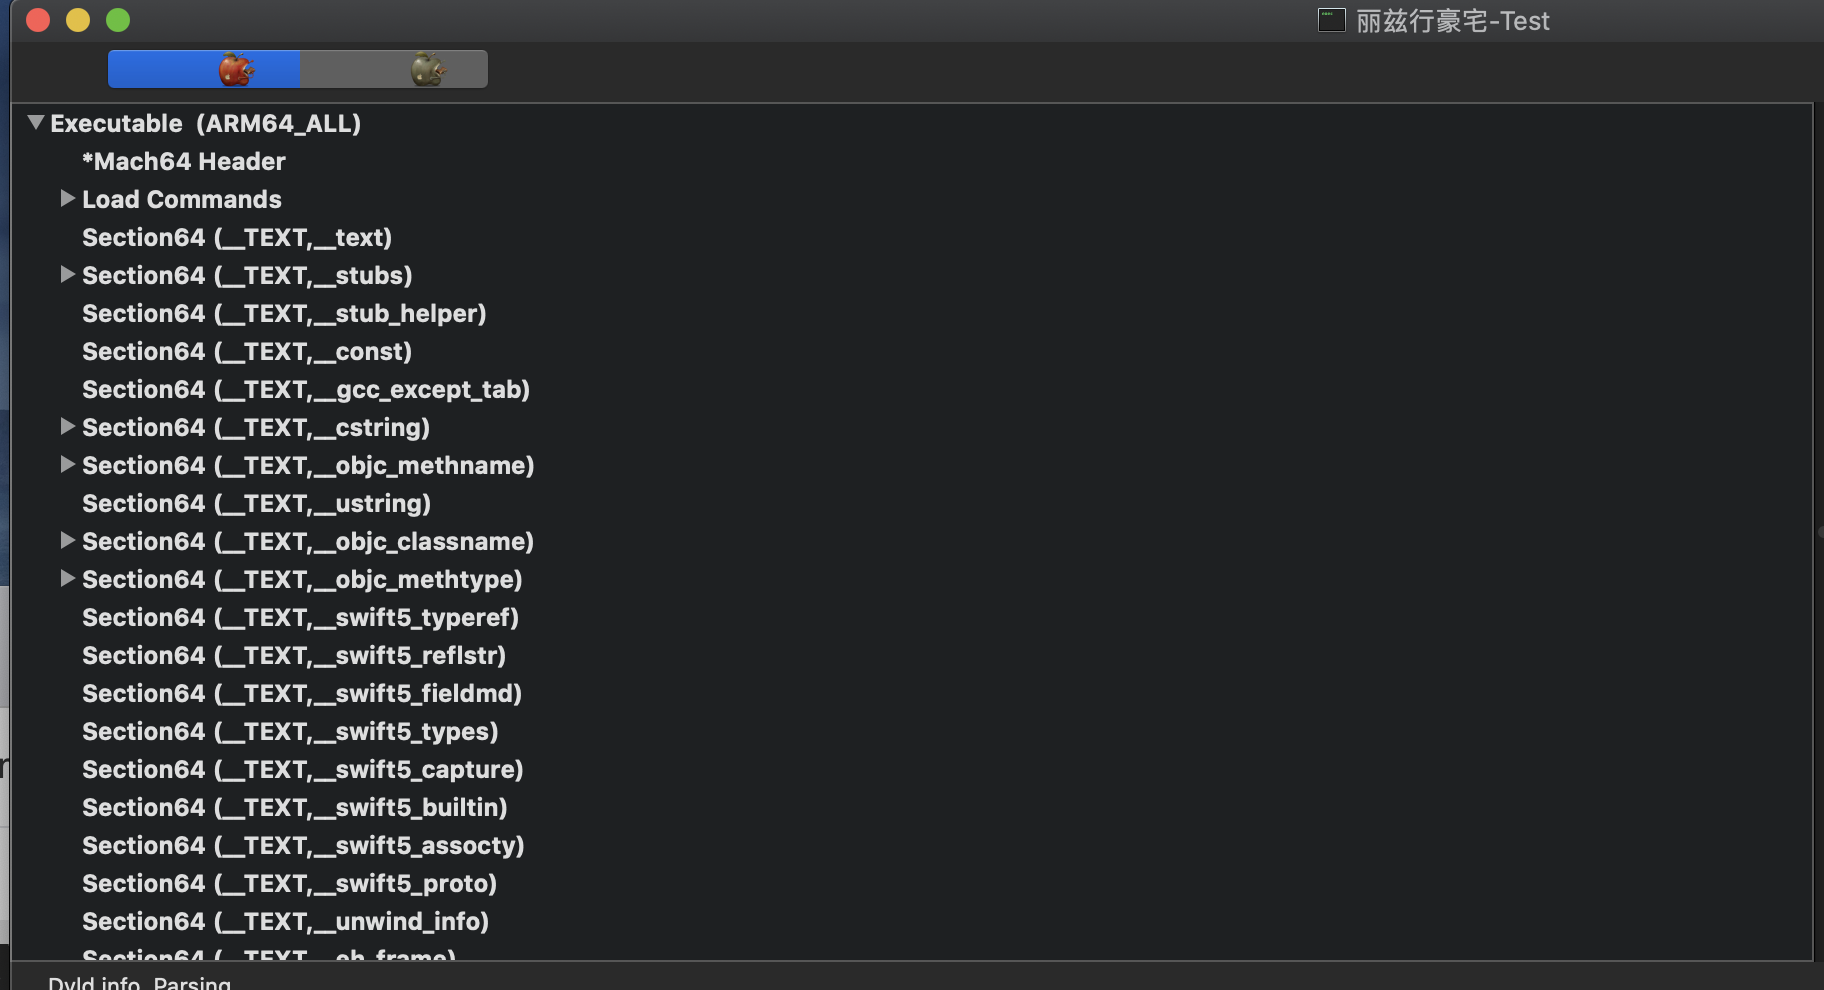 丽兹行豪宅-Test
Executable (ARM64_ALL)
*Mach64 Header
Load Commands
Section64 (__TEXT,__text)
Section64 (__TEXT,__stubs)
Section64 (__TEXT,__stub_helper)
Section64 (__TEXT,__const)
Section64 (__TEXT,__gcc_except_tab)
Section64 (__TEXT,__cstring)
Section64 (__TEXT,__objc_methname)
Section64 (__TEXT,__ustring)
Section64 (__TEXT,__objc_classname)
Section64 (__TEXT,__objc_methtype)
Section64 (__TEXT,__swift5_typeref)
Section64 (__TEXT,__swift5_reflstr)
Section64 (__TEXT,__swift5_fieldmd)
Section64 (__TEXT,__swift5_types)
Section64 (__TEXT,__swift5_capture)
Section64 (__TEXT,__swift5_builtin)
Section64 (__TEXT,__swift5_assocty)
Section64 (__TEXT,__swift5_proto)
Section64 (__TEXT,__unwind_info)
Section64 (__TEXT,__eh_frame)
Dyld info. Parsing